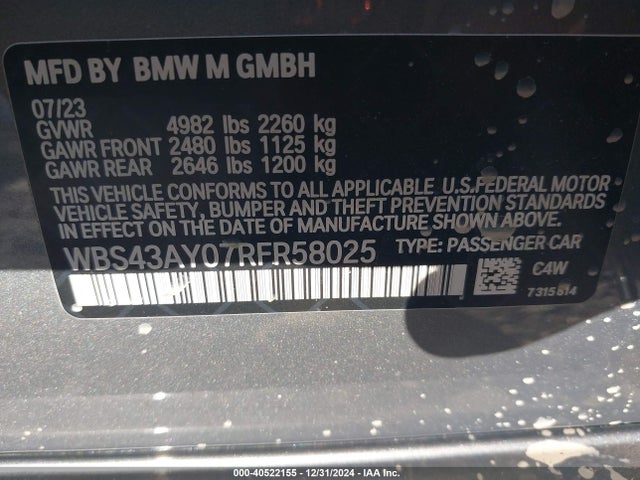 MFD BY BMW M GMBH
07/23
GVWR 4982 lbs 2260 kg
GAWR FRONT 2480 lbs 1125 kg
GAWR REAR 2646 lbs 1200 kg
THIS VEHICLE CONFORMS TO ALL APPLICABLE U.S.FEDERAL MOTOR
VEHICLE SAFETY, BUMPER AND THEFT PREVENTION STANDARDS
IN EFFECT ON THE DATE OF MANUFACTURE SHOWN ABOVE.
WBS43AY07RFR58025 TYPE: PASSENGER CAR
C4W
7315814
000-40522155 - 12/31/2024 - IAA Inc.